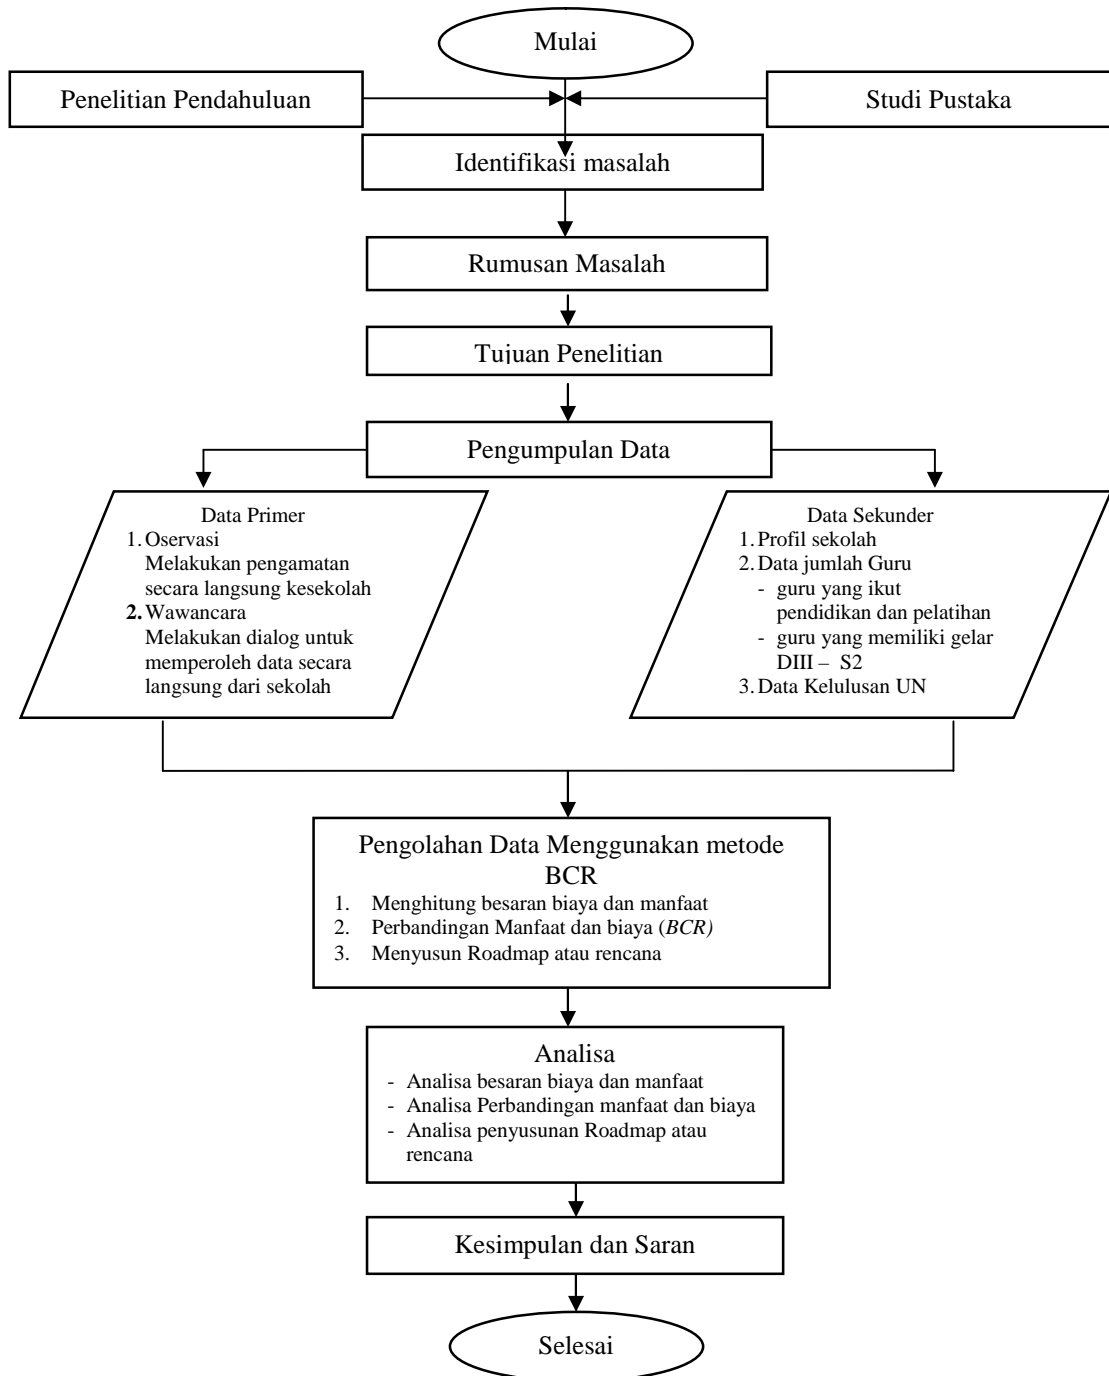 Mulai
Penelitian Pendahuluan
Studi Pustaka
Identifikasi masalah
Rumusan Masalah
Tujuan Penelitian
Pengumpulan Data
Data Primer
1. Oservasi
Melakukan pengamatan
secara langsung kesekolah
2. Wawancara
Melakukan dialog untuk
memperoleh data secara
langsung dari sekolah
Data Sekunder
1. Profil sekolah
2. Data jumlah Guru
- guru yang ikut
pendidikan dan pelatihan
- guru yang memiliki gelar
DIII – S2
3. Data Kelulusan UN
Pengolahan Data Menggunakan metode
BCR
1. Menghitung besaran biaya dan manfaat
2. Perbandingan Manfaat dan biaya (BCR)
3. Menyusun Roadmap atau rencana
Analisa
- Analisa besaran biaya dan manfaat
- Analisa Perbandingan manfaat dan biaya
- Analisa penyusunan Roadmap atau
rencana
Kesimpulan dan Saran
Selesai